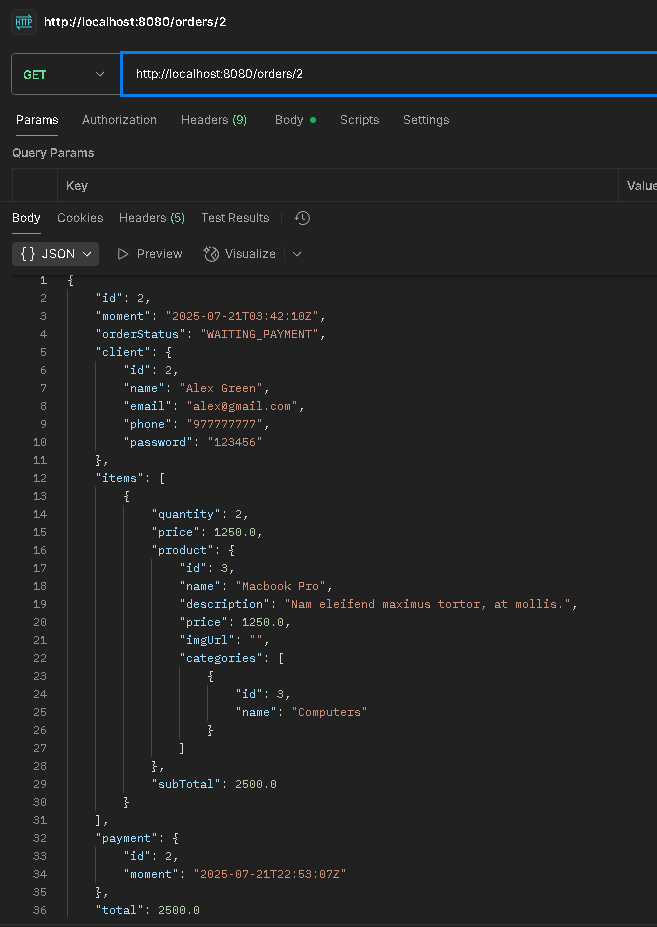 HTTP http://localhost:8080/orders/2
GET http://localhost:8080/orders/2
Params Authorization Headers (9) Body Scripts Settings
Query Params
Key Value
Body Cookies Headers (5) Test Results
{} JSON Preview Visualize
1 {
2 "id": 2,
3 "moment": "2025-07-21T03:42:10Z",
4 "orderStatus": "WAITING_PAYMENT",
5 "client": {
6 "id": 2,
7 "name": "Alex Green",
8 "email": "alex@gmail.com",
9 "phone": "977777777",
10 "password": "123456"
11 },
12 "items": [
13 {
14 "quantity": 2,
15 "price": 1250.0,
16 "product": {
17 "id": 3,
18 "name": "Macbook Pro",
19 "description": "Nam eleifend maximus tortor, at mollis.",
20 "price": 1250.0,
21 "imgUrl": "",
22 "categories": [
23 {
24 "id": 3,
25 "name": "Computers"
26 }
27 ]
28 },
29 "subTotal": 2500.0
30 }
31 ],
32 "payment": {
33 "id": 2,
34 "moment": "2025-07-21T22:53:07Z"
35 },
36 "total": 2500.0